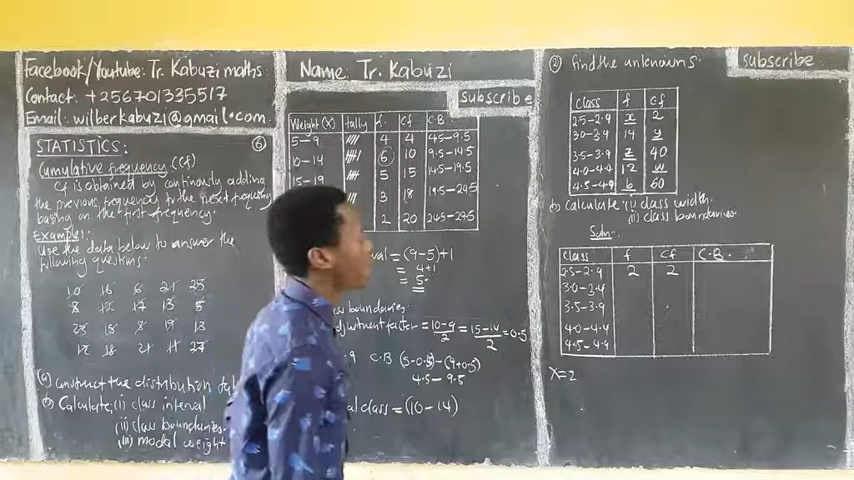 Facebook/Youtube: Tr. Kabuzi maths
Contact: +256701335517
Email: wilberkabuzi@gmail.com
STATISTICS: 6
Cumulative frequency (Cf)
Cf is obtained by continously adding
the previous frequency to the next frequency
basing on the first frequency.
Example:
Use the data below to answer the
following questions.
10 16 21 25
8 17 13
18 8 19 13
18 21 27
(a) construct the distribution
(b) Calculate; (i) class interval
(ii) class boundaries
(iii) modal weight
Name: Tr. Kabuzi
subscribe
Weight (X) tally f. Cf C.B
5-9 4 4 4.5-9.5
10-14 6 10 9.5-14.5
15-19 5 15 14.5-19.5
3 18 19.5-24.5
2 20 24.5-29.5
val = (9-5)+1
= 4+1
= 5
boundaries.
djustment factor = 10-9/2 = 15-14/2 = 0.5
.9 C.B (5-0.5)-(9+0.5)
4.5-9.5
al class = (10-14)
② find the unknowns.
subscribe
Class f cf
2.5-2.9 x 2
3.0-3.4 14 y
3.5-3.9 z 40
4.0-4.4 12 w
4.5-4.9 b 60
b) Calculate: (i) class width
(ii) class boundaries.
Soln:
Class f cf C.B.
2.5-2.9 2 2
3.0-3.4
3.5-3.9
4.0-4.4
4.5-4.9
X=2